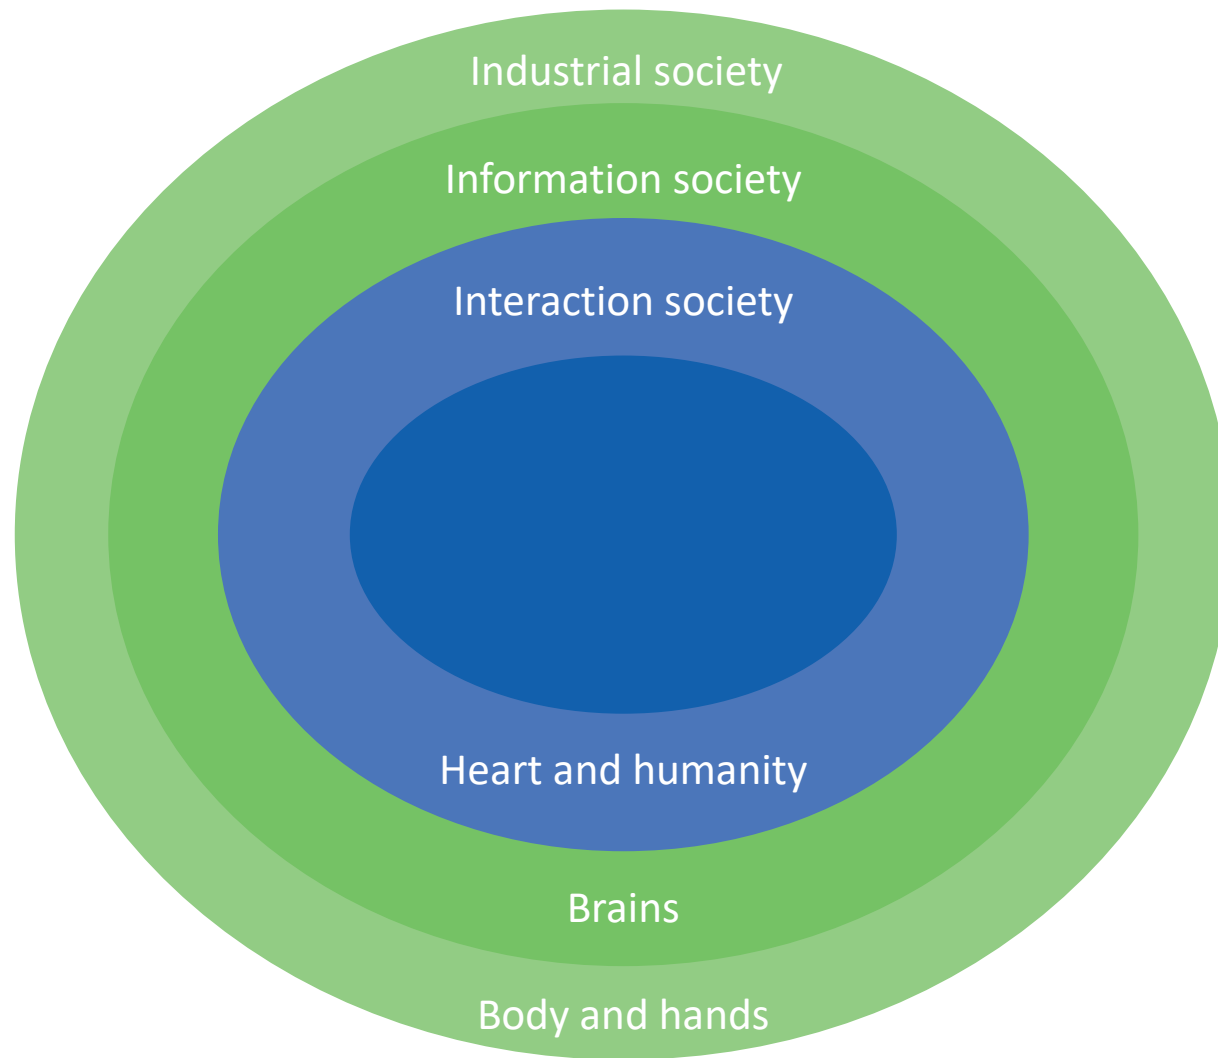 Industrial society
Information society
Interaction society
Heart and humanity
Brains
Body and hands